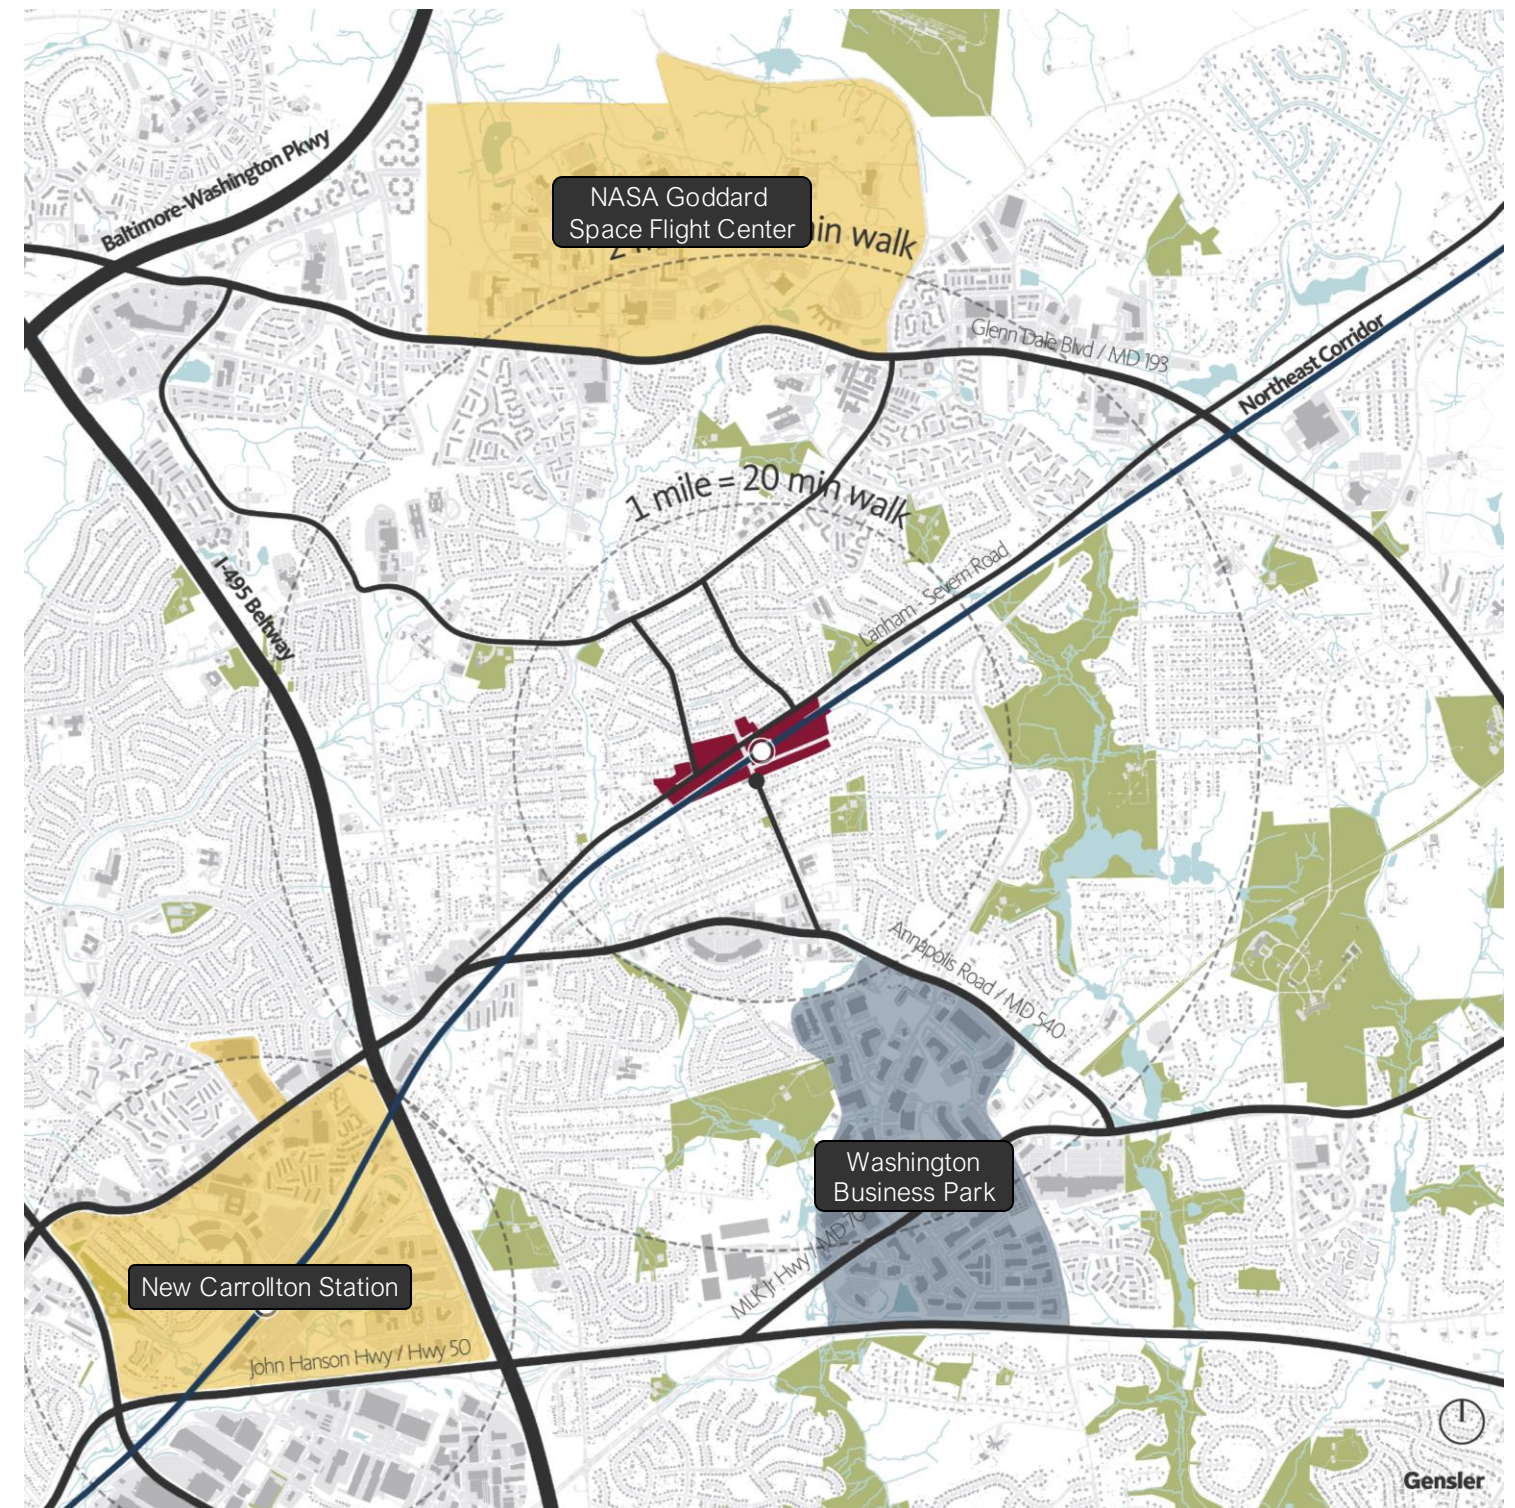 Baltimore-Washington Pkwy
NASA Goddard
Space Flight Center
in walk
Glenn Dale Blvd / MD 193
Northeast Corridor
1 mile = 20 min walk
I-495 Beltway
Lanham - Severn Road
Annapolis Road / MD 540
Washington
Business Park
MLK Jr Hwy / MD 70
New Carrollton Station
John Hanson Hwy / Hwy 50
Gensler